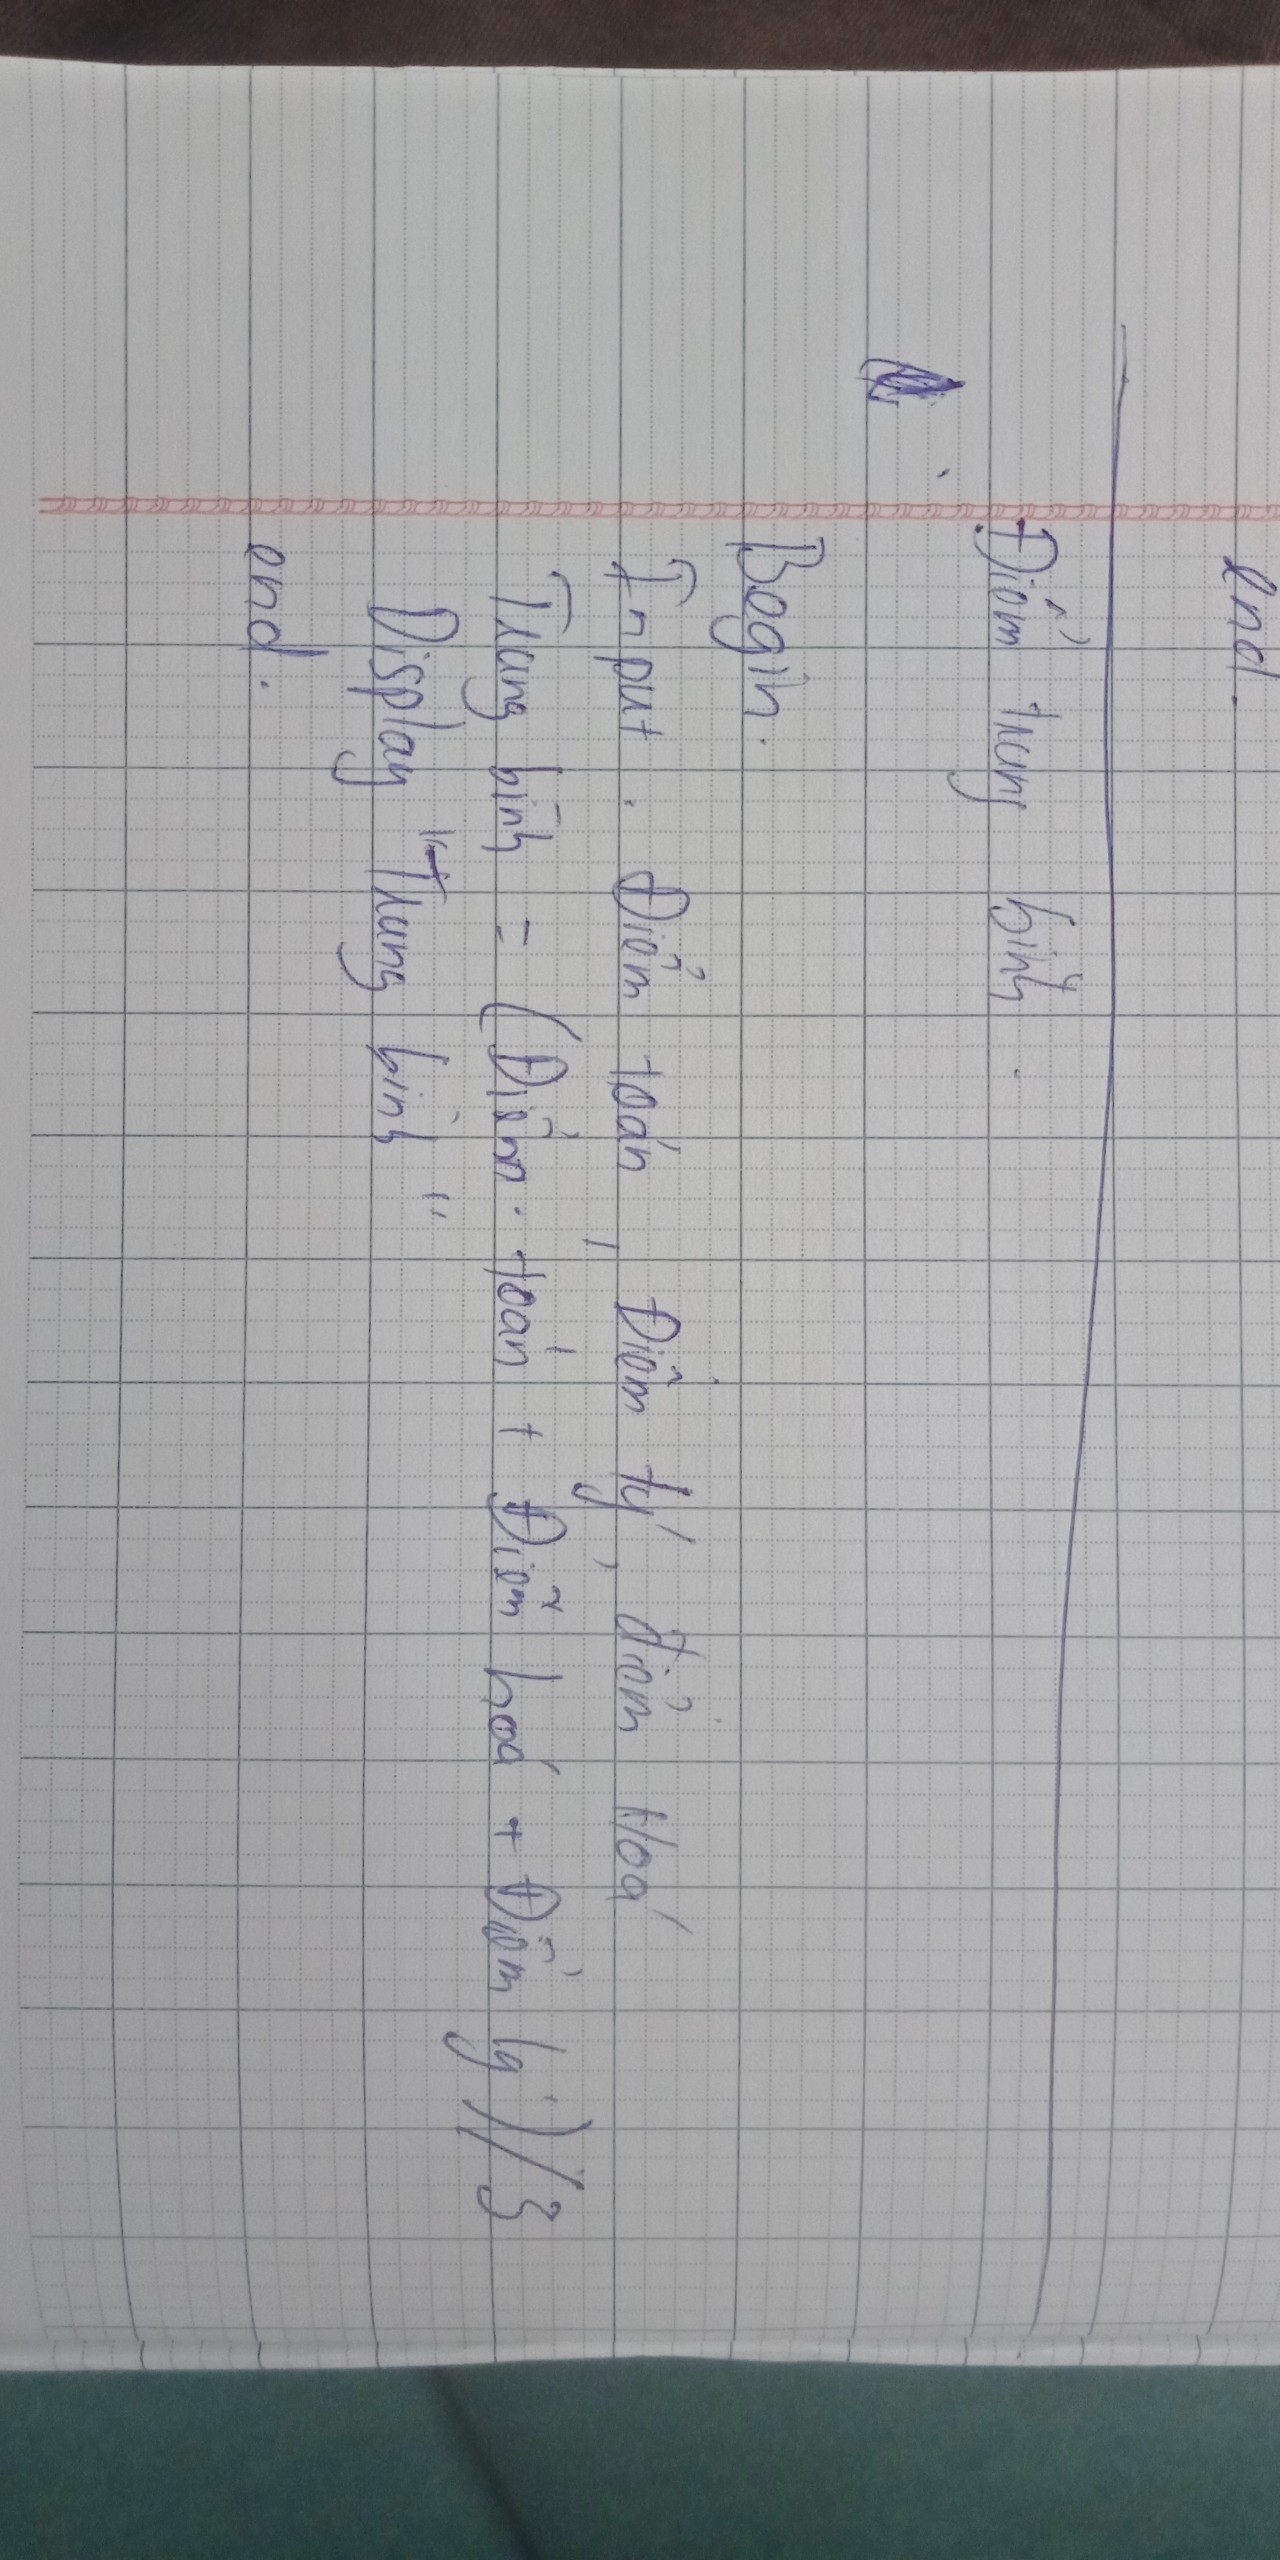 end.
Điểm trung bình.
Begin.
Input. Điểm toán, Điểm lý, điểm Hoá
Trung bình = (Điểm toán + Điểm hoá + Điểm lý)/3
Display "Trung bình"
end.